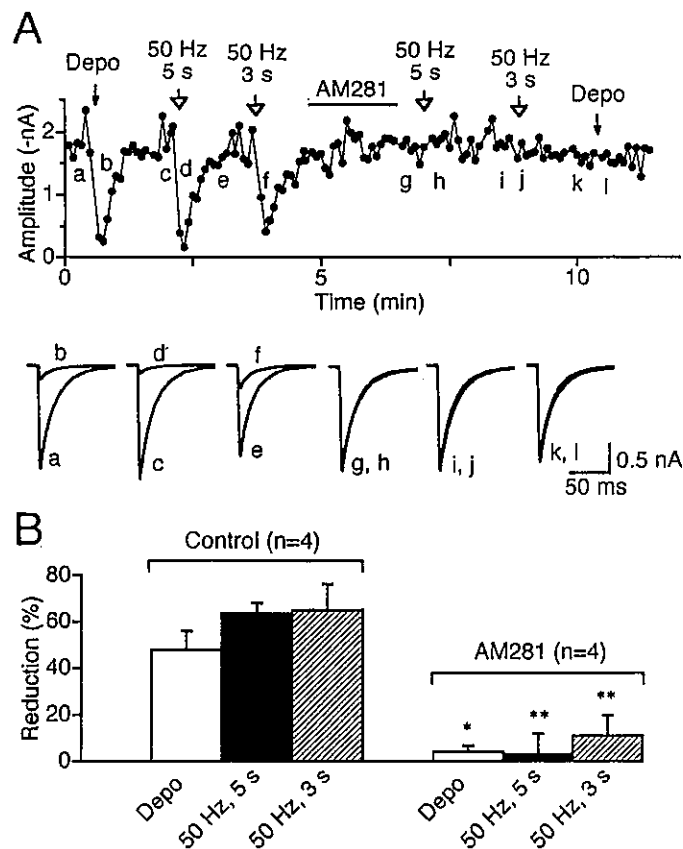 A
Depo
50 Hz
5 s
50 Hz
3 s
AM281
50 Hz
5 s
50 Hz
3 s
Depo
Amplitude (-nA)
2
1
0
a
b
c
d
e
f
g
h
i
j
k
l
0
5
10
Time (min)
b
d
f
a
c
e
g, h
i, j
k, l
0.5 nA
50 ms
B
Control (n=4)
AM281 (n=4)
Reduction (%)
80
60
40
20
0
*
**
**
Depo
50 Hz, 5 s
50 Hz, 3 s
Depo
50 Hz, 5 s
50 Hz, 3 s